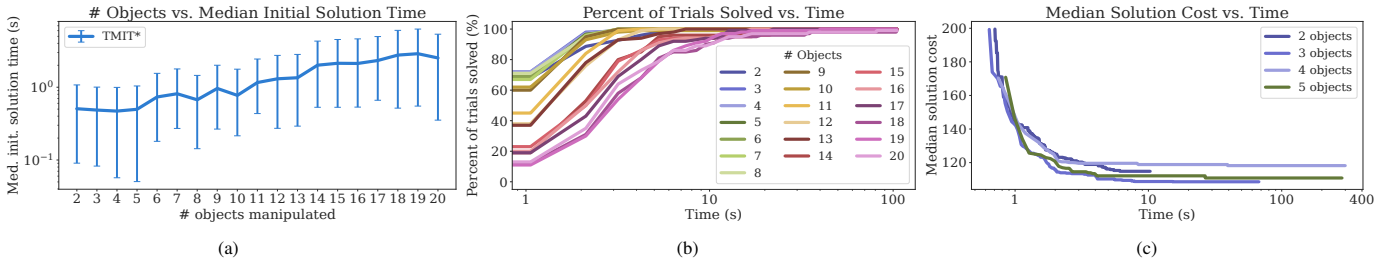 # Objects vs. Median Initial Solution Time
Med. init. solution time (s)
10⁰
10⁻¹
TMIT*
2 3 4 5 6 7 8 9 10 11 12 13 14 15 16 17 18 19 20
# objects manipulated
(a)
Percent of Trials Solved vs. Time
Percent of trials solved (%)
100
80
60
40
20
0
# Objects
2 9 15
3 10 16
4 11 17
5 12 18
6 13 19
7 14 20
8
1 10 100
Time (s)
(b)
Median Solution Cost vs. Time
Median solution cost
200
180
160
140
120
2 objects
3 objects
4 objects
5 objects
1 10 100 400
Time (s)
(c)